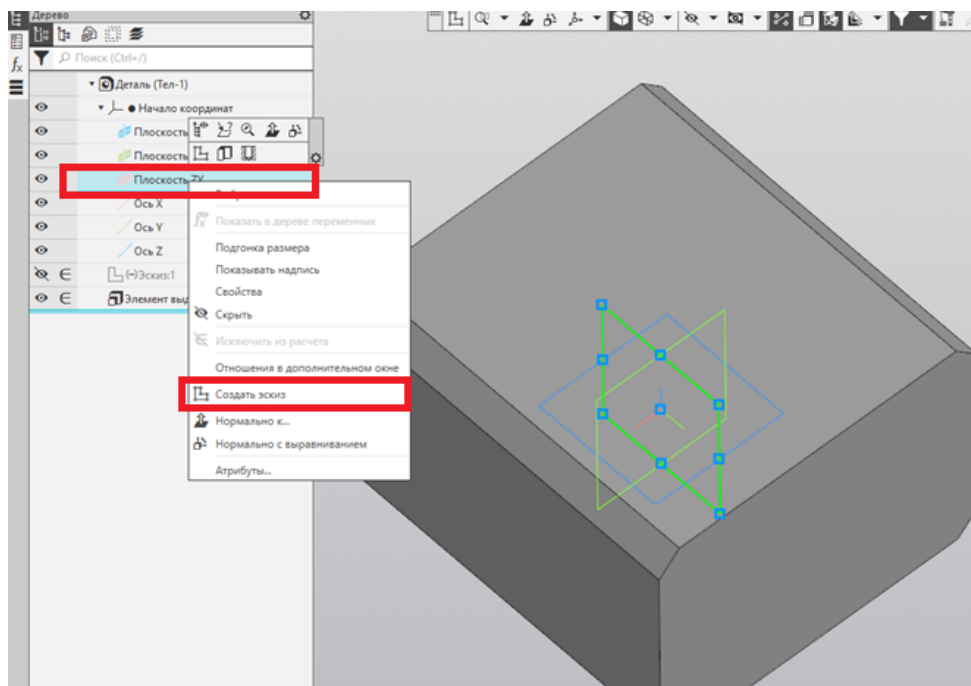 Дерево
Поиск (Ctrl+/)
Деталь (Тел-1)
Начало координат
Плоскость
Плоскость
Плоскость ZY
Ось X
Ось Y
Ось Z
(-)Эскиз:1
Элемент выд
Показать в дереве переменных
Подгонка размера
Показывать надпись
Свойства
Скрыть
Исключить из расчета
Отношения в дополнительном окне
Создать эскиз
Нормально к...
Нормально с выравниванием
Атрибуты...